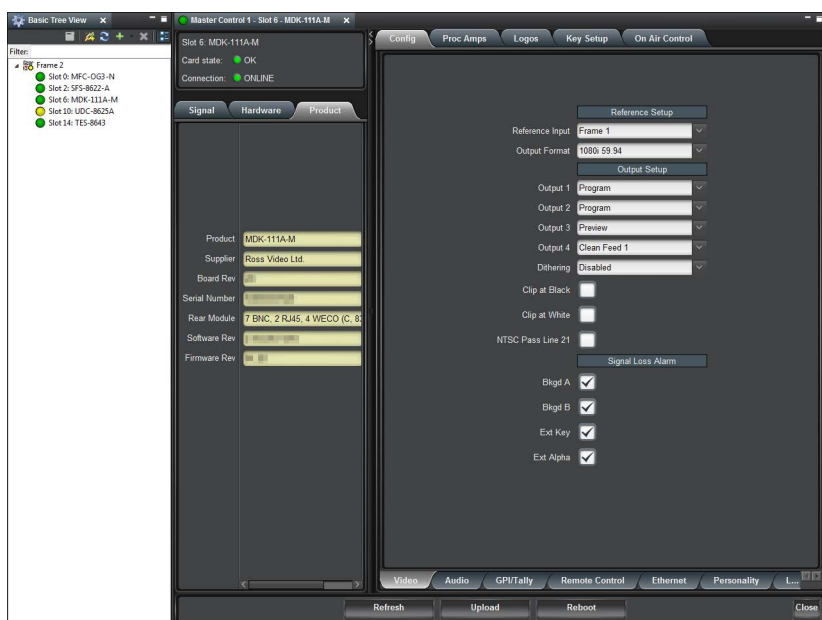 Basic Tree View
Filter:
Frame 2
Slot 0: MFC-OG3-N
Slot 2: SFS-8622-A
Slot 6: MDK-111A-M
Slot 10: UDC-8625A
Slot 14: TES-8643
Master Control 1 - Slot 6 - MDK-111A-M
Slot 6: MDK-111A-M
Card state: OK
Connection: ONLINE
Signal Hardware Product
Product MDK-111A-M
Supplier Ross Video Ltd.
Board Rev
Serial Number
Rear Module 7 BNC, 2 RJ45, 4 WECO (C, 83
Software Rev
Firmware Rev
Config Proc Amps Logos Key Setup On Air Control
Reference Setup
Reference Input Frame 1
Output Format 1080i 59.94
Output Setup
Output 1 Program
Output 2 Program
Output 3 Preview
Output 4 Clean Feed 1
Dithering Disabled
Clip at Black
Clip at White
NTSC Pass Line 21
Signal Loss Alarm
Bkgd A
Bkgd B
Ext Key
Ext Alpha
Video Audio GPI/Tally Remote Control Ethernet Personality L...
Refresh Upload Reboot Close